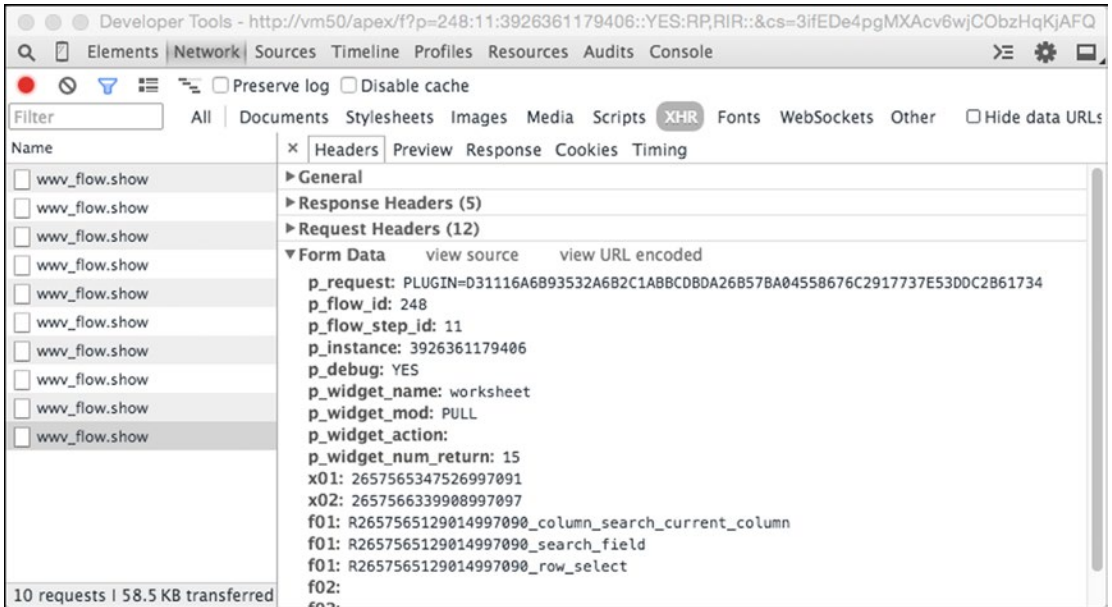 Developer Tools - http://vm50/apex/f?p=248:11:3926361179406::YES:RP,RIR::&cs=3ifEDe4pgMXAcv6wjCObzHqKjAFQ
Elements Network Sources Timeline Profiles Resources Audits Console
Preserve log Disable cache
Filter All Documents Stylesheets Images Media Scripts XHR Fonts WebSockets Other Hide data URLs
Name × Headers Preview Response Cookies Timing
wwv_flow.show
wwv_flow.show
wwv_flow.show
wwv_flow.show
wwv_flow.show
wwv_flow.show
wwv_flow.show
wwv_flow.show
wwv_flow.show
wwv_flow.show
10 requests | 58.5 KB transferred
General
Response Headers (5)
Request Headers (12)
Form Data view source view URL encoded
p_request: PLUGIN=D31116A6B93532A6B2C1ABBCDBDA26B57BA04558676C2917737E53DDC2B61734
p_flow_id: 248
p_flow_step_id: 11
p_instance: 3926361179406
p_debug: YES
p_widget_name: worksheet
p_widget_mod: PULL
p_widget_action:
p_widget_num_return: 15
x01: 2657565347526997091
x02: 2657566339908997097
f01: R2657565129014997090_column_search_current_column
f01: R2657565129014997090_search_field
f01: R2657565129014997090_row_select
f02:
f02: